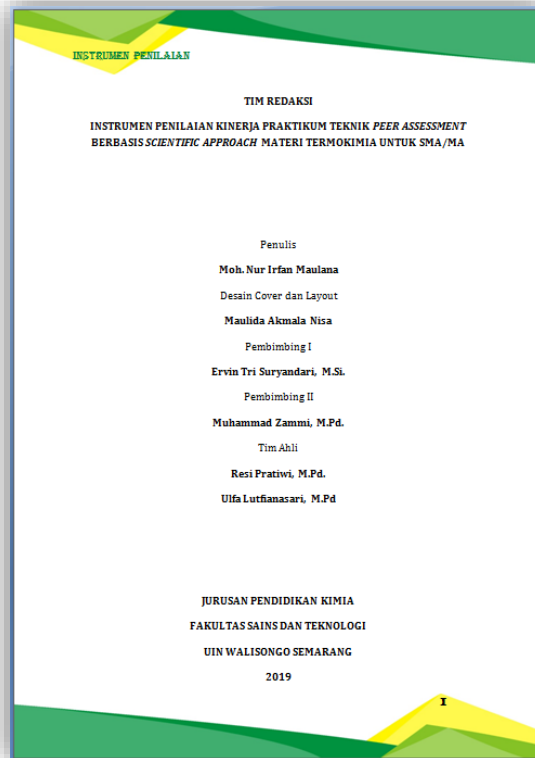 INSTRUMEN PENILAIAN
TIM REDAKSI
INSTRUMEN PENILAIAN KINERJA PRAKTIKUM TEKNIK PEER ASSESSMENT
BERBASIS SCIENTIFIC APPROACH MATERI TERMOKIMIA UNTUK SMA/MA
Penulis
Moh. Nur Irfan Maulana
Desain Cover dan Layout
Maulida Akmala Nisa
Pembimbing I
Ervin Tri Suryandari, M.Si.
Pembimbing II
Muhammad Zammi, M.Pd.
Tim Ahli
Resi Pratiwi, M.Pd.
Ulfa Lutfianasari, M.Pd
JURUSAN PENDIDIKAN KIMIA
FAKULTAS SAINS DAN TEKNOLOGI
UIN WALISONGO SEMARANG
2019
I